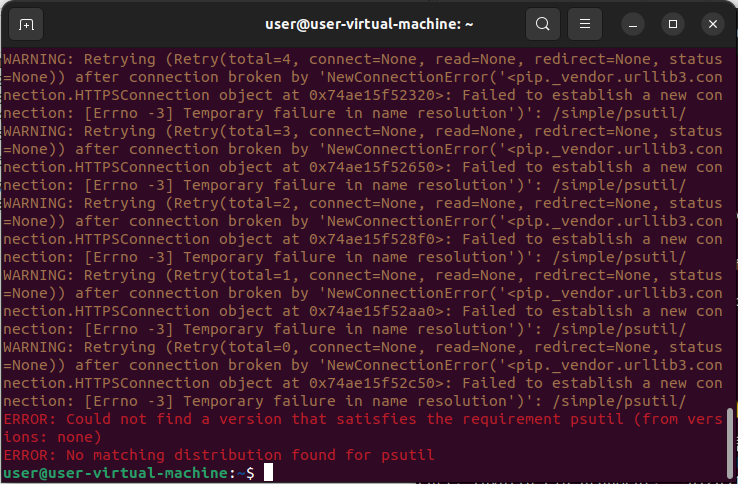 user@user-virtual-machine: ~
WARNING: Retrying (Retry(total=4, connect=None, read=None, redirect=None, status
=None)) after connection broken by 'NewConnectionError('<pip._vendor.urllib3.con
nection.HTTPSConnection object at 0x74ae15f52320>: Failed to establish a new con
nection: [Errno -3] Temporary failure in name resolution')': /simple/psutil/
WARNING: Retrying (Retry(total=3, connect=None, read=None, redirect=None, status
=None)) after connection broken by 'NewConnectionError('<pip._vendor.urllib3.con
nection.HTTPSConnection object at 0x74ae15f52650>: Failed to establish a new con
nection: [Errno -3] Temporary failure in name resolution')': /simple/psutil/
WARNING: Retrying (Retry(total=2, connect=None, read=None, redirect=None, status
=None)) after connection broken by 'NewConnectionError('<pip._vendor.urllib3.con
nection.HTTPSConnection object at 0x74ae15f528f0>: Failed to establish a new con
nection: [Errno -3] Temporary failure in name resolution')': /simple/psutil/
WARNING: Retrying (Retry(total=1, connect=None, read=None, redirect=None, status
=None)) after connection broken by 'NewConnectionError('<pip._vendor.urllib3.con
nection.HTTPSConnection object at 0x74ae15f52aa0>: Failed to establish a new con
nection: [Errno -3] Temporary failure in name resolution')': /simple/psutil/
WARNING: Retrying (Retry(total=0, connect=None, read=None, redirect=None, status
=None)) after connection broken by 'NewConnectionError('<pip._vendor.urllib3.con
nection.HTTPSConnection object at 0x74ae15f52c50>: Failed to establish a new con
nection: [Errno -3] Temporary failure in name resolution')': /simple/psutil/
ERROR: Could not find a version that satisfies the requirement psutil (from vers
ions: none)
ERROR: No matching distribution found for psutil
user@user-virtual-machine:~$